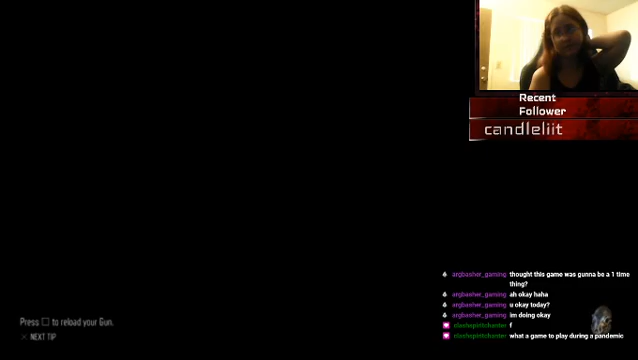 Recent
Follower
candleliit
argbasher_gaming thought this game was gunna be a 1 time
thing?
argbasher_gaming ah okay haha
argbasher_gaming u okay today?
argbasher_gaming im doing okay
f
what a game to play during a pandemic
Press □ to reload your Gun.
× NEXT TIP